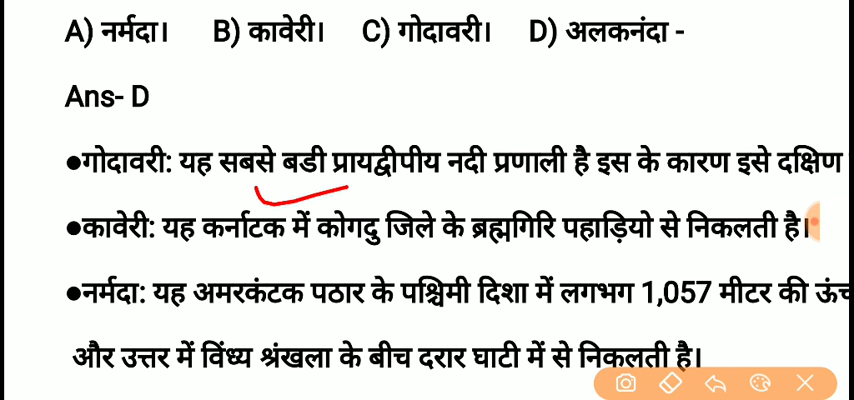 A) नर्मदा। B) कावेरी। C) गोदावरी। D) अलकनंदा -
Ans- D
●गोदावरी: यह सबसे बडी प्रायद्वीपीय नदी प्रणाली है इस के कारण इसे दक्षिण
●कावेरी: यह कर्नाटक में कोगदु जिले के ब्रह्मगिरि पहाड़ियो से निकलती है।
●नर्मदा: यह अमरकंटक पठार के पश्चिमी दिशा में लगभग 1,057 मीटर की
और उत्तर में विंध्य श्रंखला के बीच दरार घाटी में से निकलती है।